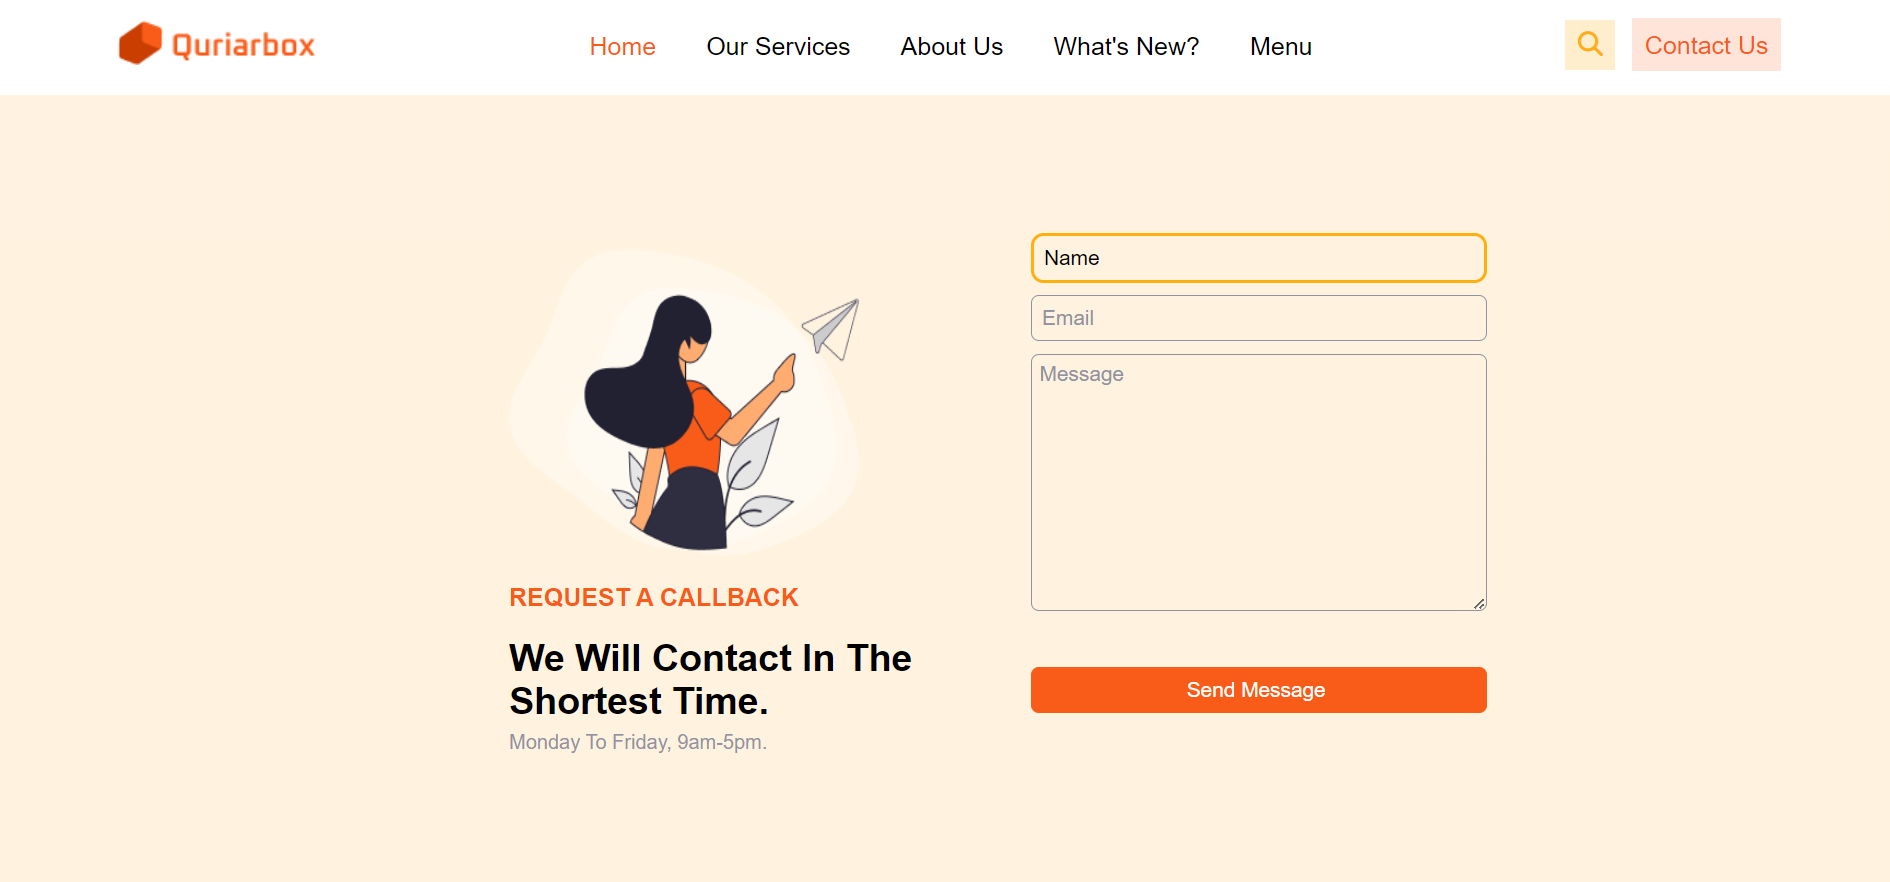 Quriarbox
Home Our Services About Us What's New? Menu
Contact Us
Name
Email
Message
Send Message
REQUEST A CALLBACK
We Will Contact In The
Shortest Time.
Monday To Friday, 9am-5pm.